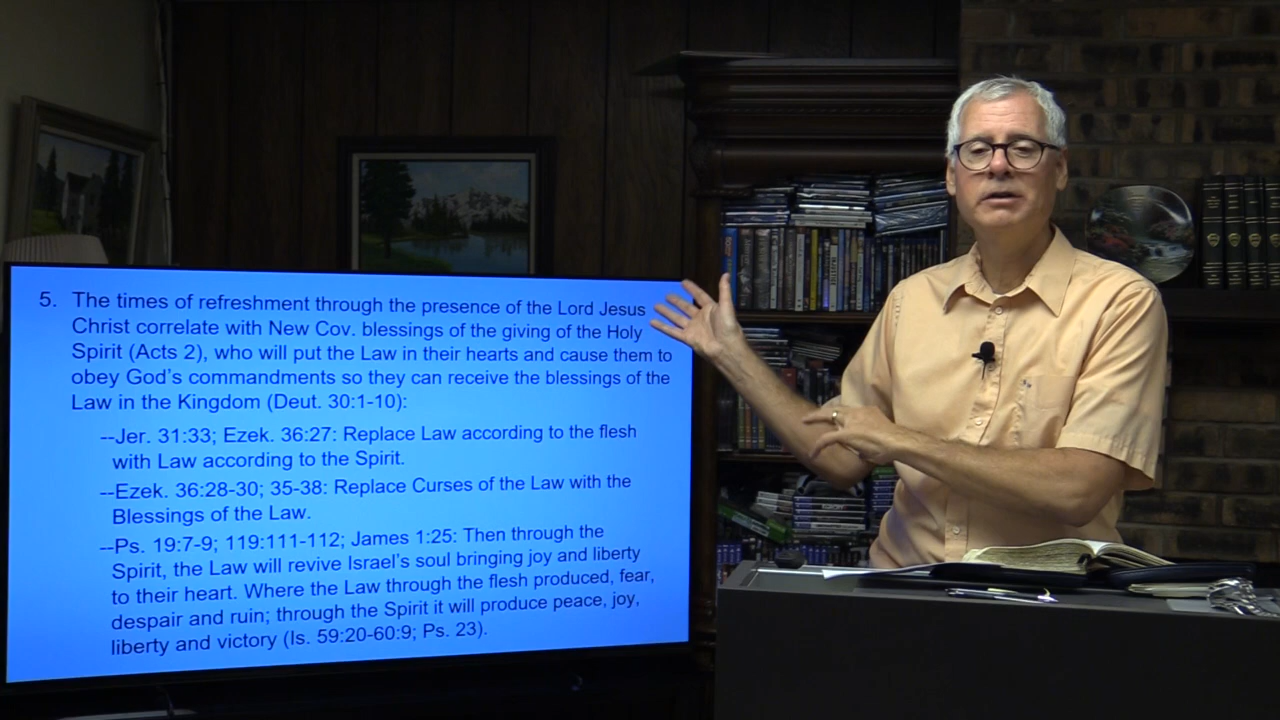 5. The times of refreshment through the presence of the Lord Jesus
Christ correlate with New Cov. blessings of the giving of the Holy
Spirit (Acts 2), who will put the Law in their hearts and cause them to
obey God's commandments so they can receive the blessings of the
Law in the Kingdom (Deut. 30:1-10):
--Jer. 31:33; Ezek. 36:27: Replace Law according to the flesh
with Law according to the Spirit.
--Ezek. 36:28-30; 35-38: Replace Curses of the Law with the
Blessings of the Law.
--Ps. 19:7-9; 119:111-112; James 1:25: Then through the
Spirit, the Law will revive Israel's soul bringing joy and liberty
to their heart. Where the Law through the flesh produced, fear,
despair and ruin; through the Spirit it will produce peace, joy,
liberty and victory (Is. 59:20-60:9; Ps. 23).